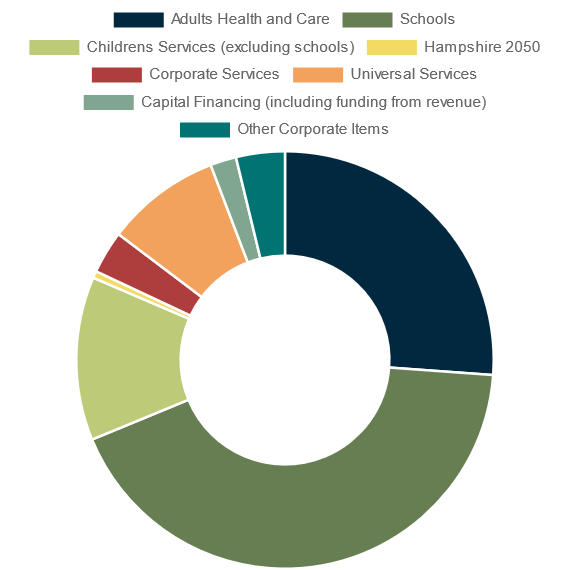 Adults Health and Care Schools
Childrens Services (excluding schools) Hampshire 2050
Corporate Services Universal Services
Capital Financing (including funding from revenue)
Other Corporate Items